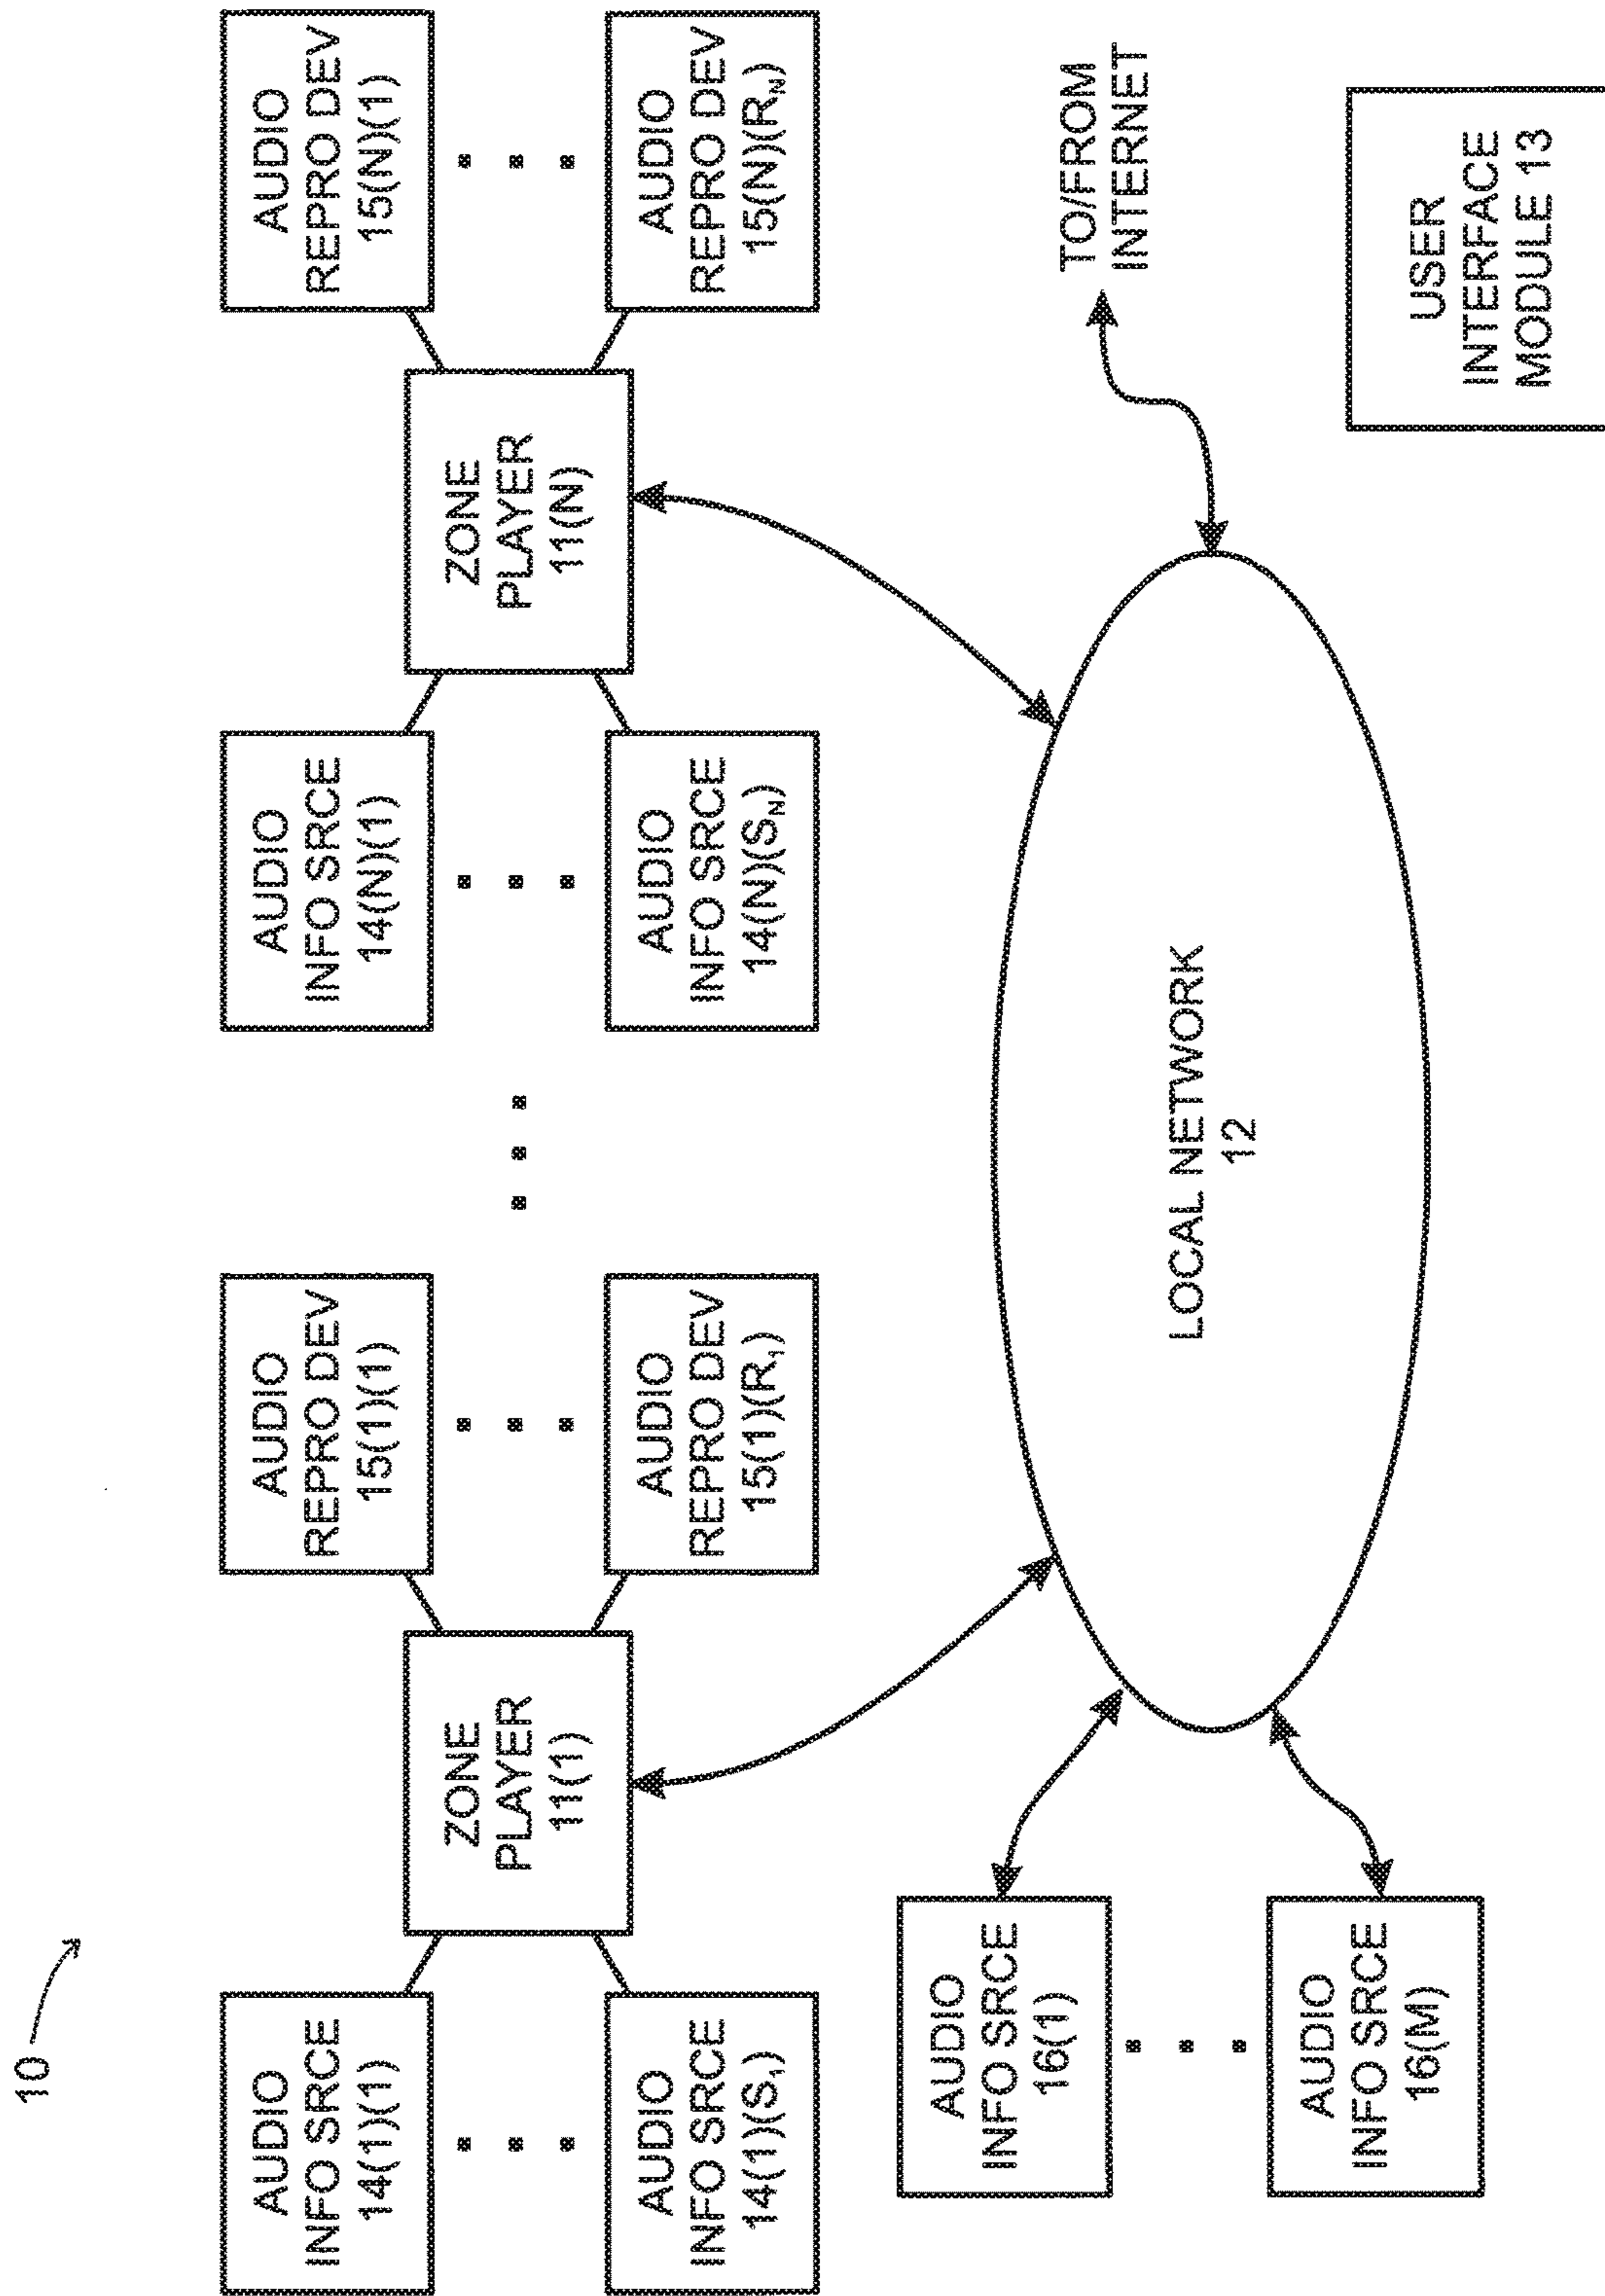 10
AUDIO
INFO SRCE
14(1)(1)
AUDIO
INFO SRCE
14(1)(S₁)
ZONE
PLAYER
11(1)
AUDIO
REPRO DEV
15(1)(1)
AUDIO
REPRO DEV
15(1)(R₁)
AUDIO
INFO SRCE
14(N)(1)
AUDIO
INFO SRCE
14(N)(S_N)
ZONE
PLAYER
11(N)
AUDIO
REPRO DEV
15(N)(1)
AUDIO
REPRO DEV
15(N)(R_N)
AUDIO
INFO SRCE
16(1)
AUDIO
INFO SRCE
16(M)
LOCAL NETWORK
12
TO/FROM
INTERNET
USER
INTERFACE
MODULE 13